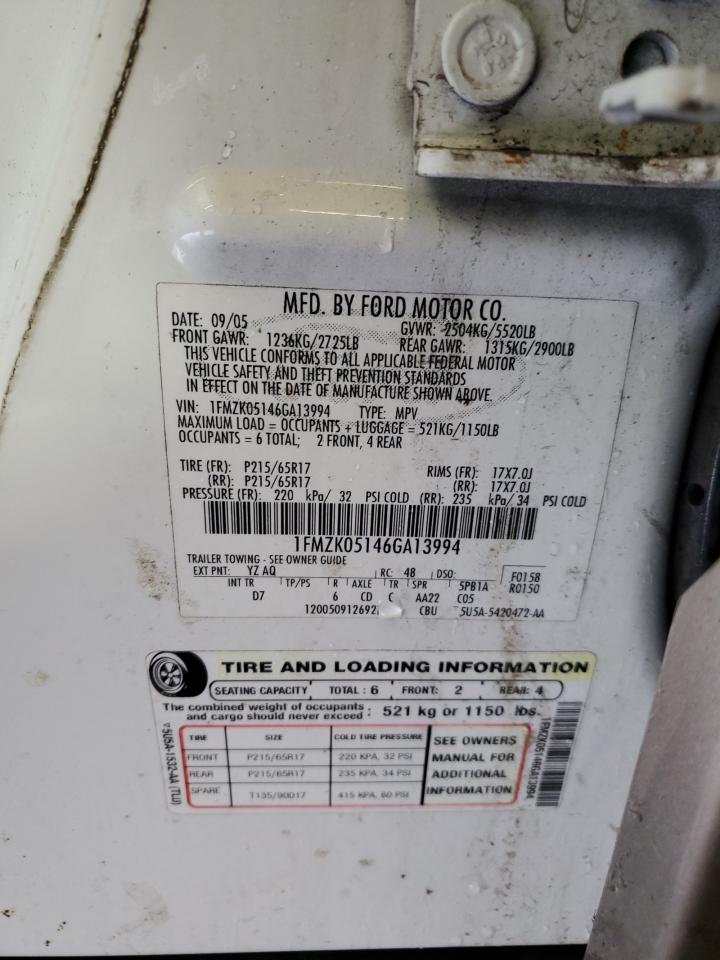 MFD. BY FORD MOTOR CO.
DATE: 09/05 GVWR: 2504KG/5520LB
FRONT GAWR: 1236KG/2725LB REAR GAWR: 1315KG/2900LB
THIS VEHICLE CONFORMS TO ALL APPLICABLE FEDERAL MOTOR
VEHICLE SAFETY AND THEFT PREVENTION STANDARDS
IN EFFECT ON THE DATE OF MANUFACTURE SHOWN ABOVE.
VIN: 1FMZK05146GA13994 TYPE: MPV
MAXIMUM LOAD = OCCUPANTS + LUGGAGE = 521KG/1150LB
OCCUPANTS = 6 TOTAL; 2 FRONT, 4 REAR
TIRE (FR): P215/65R17 RIMS (FR): 17X7.0J
(RR): P215/65R17 (RR): 17X7.0J
PRESSURE (FR): 220 kPa/ 32 PSI COLD (RR): 235 kPa/ 34 PSI COLD
1FMZK05146GA13994
TRAILER TOWING - SEE OWNER GUIDE
EXT PNT: YZ AQ RC: 48 DSO: F0158
INT TR TP/PS R AXLE TR SPR 5PB1A R0150
D7 6 CD C AA22 C05
12005091269 CBU 5U5A-5420472-AA
TIRE AND LOADING INFORMATION
SEATING CAPACITY TOTAL : 6 FRONT: 2 REAR: 4
The combined weight of occupants
and cargo should never exceed : 521 kg or 1150 lbs.
TIRE SIZE COLD TIRE PRESSURE
FRONT P215/65R17 220 KPA, 32 PSI
REAR P215/65R17 235 KPA, 34 PSI
SPARE T135/90D17 415 KPA, 60 PSI
SEE OWNERS
MANUAL FOR
ADDITIONAL
INFORMATION
5U5A-1532-AA (TLU)
1FMZK05146GA13994